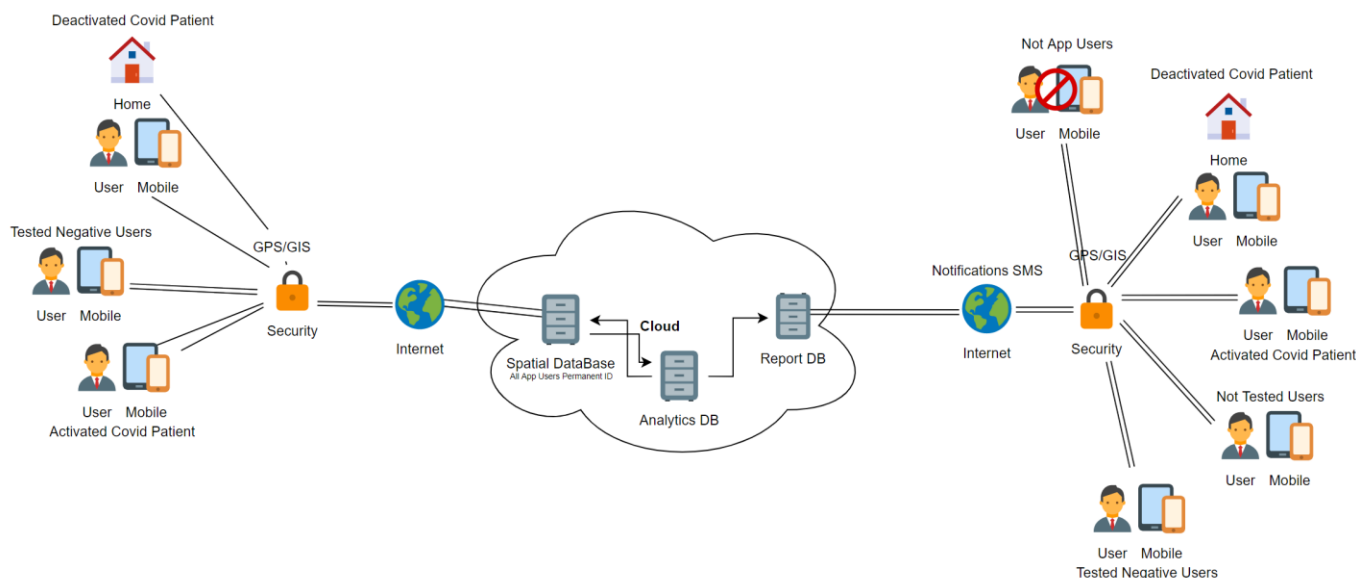 Deactivated Covid Patient
Home
User Mobile
Tested Negative Users
User Mobile
User Mobile
Activated Covid Patient
GPS/GIS
Security
Internet
Cloud
Spatial DataBase
All App Users Permanent ID
Analytics DB
Report DB
Notifications SMS
Internet
GPS/GIS
Security
Not App Users
User Mobile
Deactivated Covid Patient
Home
User Mobile
User Mobile
Activated Covid Patient
Not Tested Users
User Mobile
User Mobile
Tested Negative Users